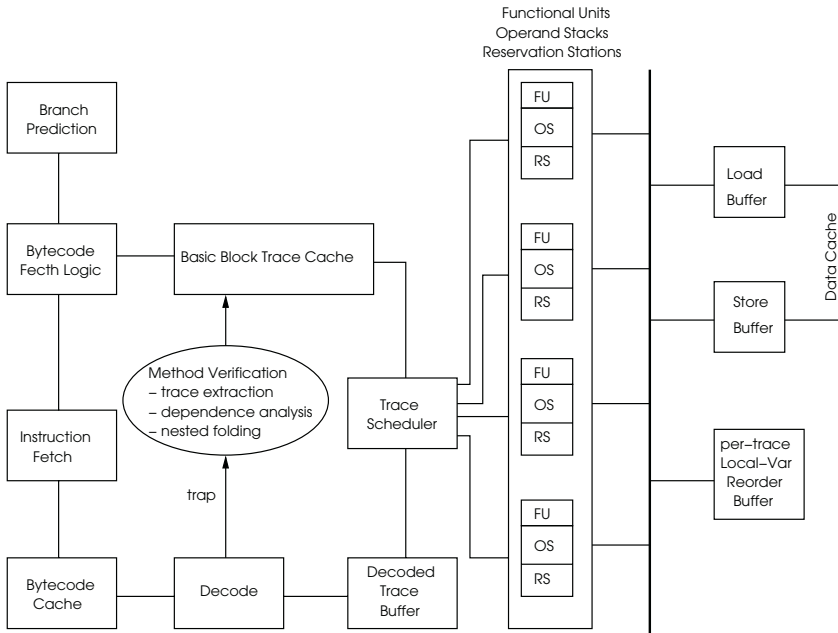 Functional Units
Operand Stacks
Reservation Stations
Branch
Prediction
Bytecode
Fecth Logic
Basic Block Trace Cache
Method Verification
– trace extraction
– dependence analysis
– nested folding
Instruction
Fetch
trap
Bytecode
Cache
Decode
Decoded
Trace
Buffer
Trace
Scheduler
FU
OS
RS
FU
OS
RS
FU
OS
RS
FU
OS
RS
Load
Buffer
Store
Buffer
Data Cache
per–trace
Local–Var
Reorder
Buffer